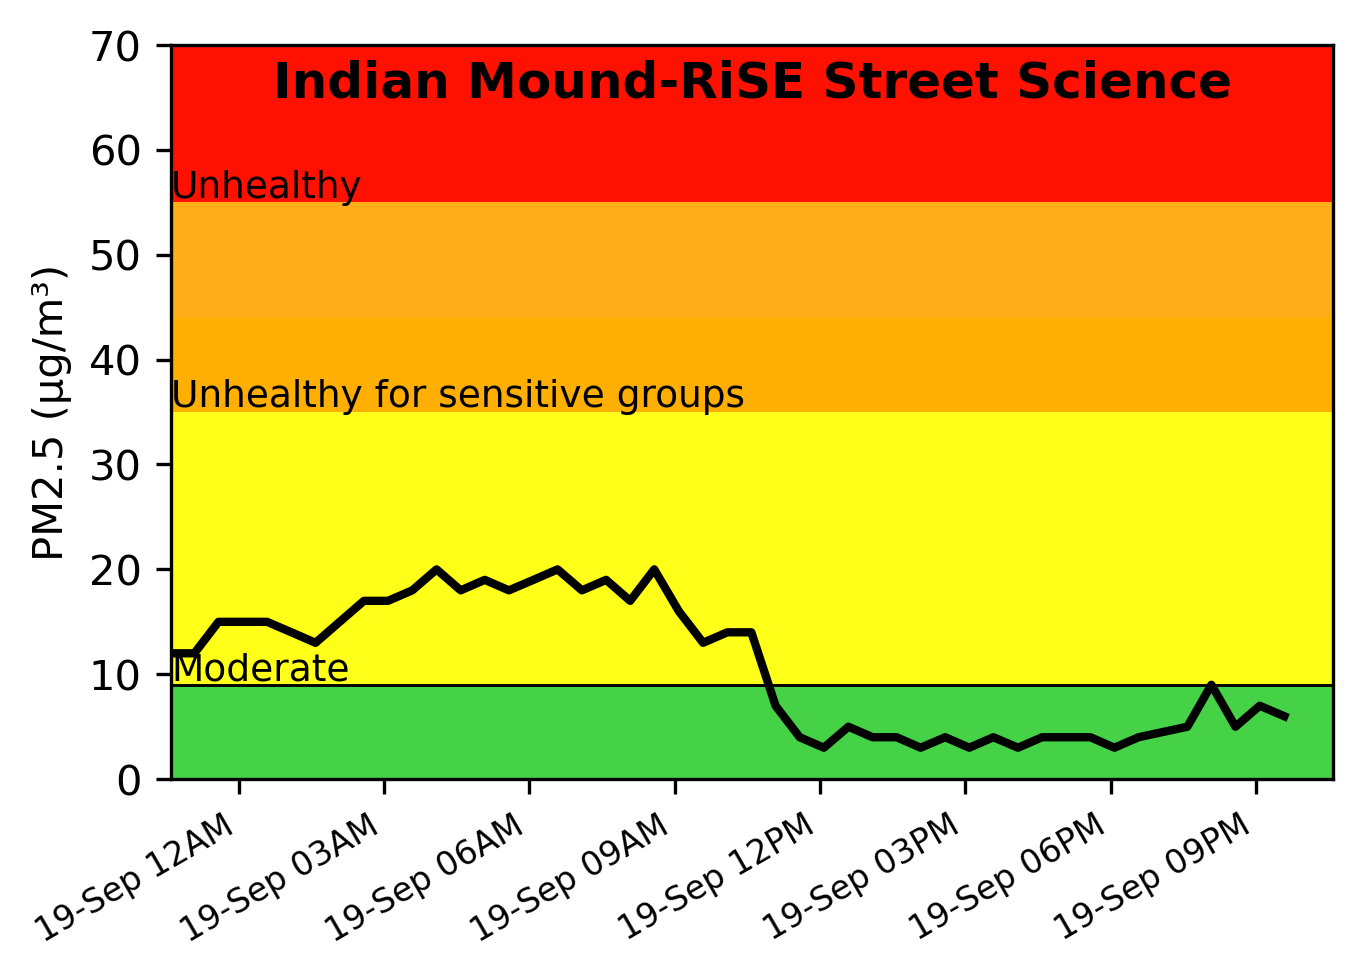 Indian Mound-RiSE Street Science
70
60
50
40
30
20
10
0
PM2.5 (µg/m³)
Unhealthy
Unhealthy for sensitive groups
Moderate
19-Sep 12AM
19-Sep 03AM
19-Sep 06AM
19-Sep 09AM
19-Sep 12PM
19-Sep 03PM
19-Sep 06PM
19-Sep 09PM